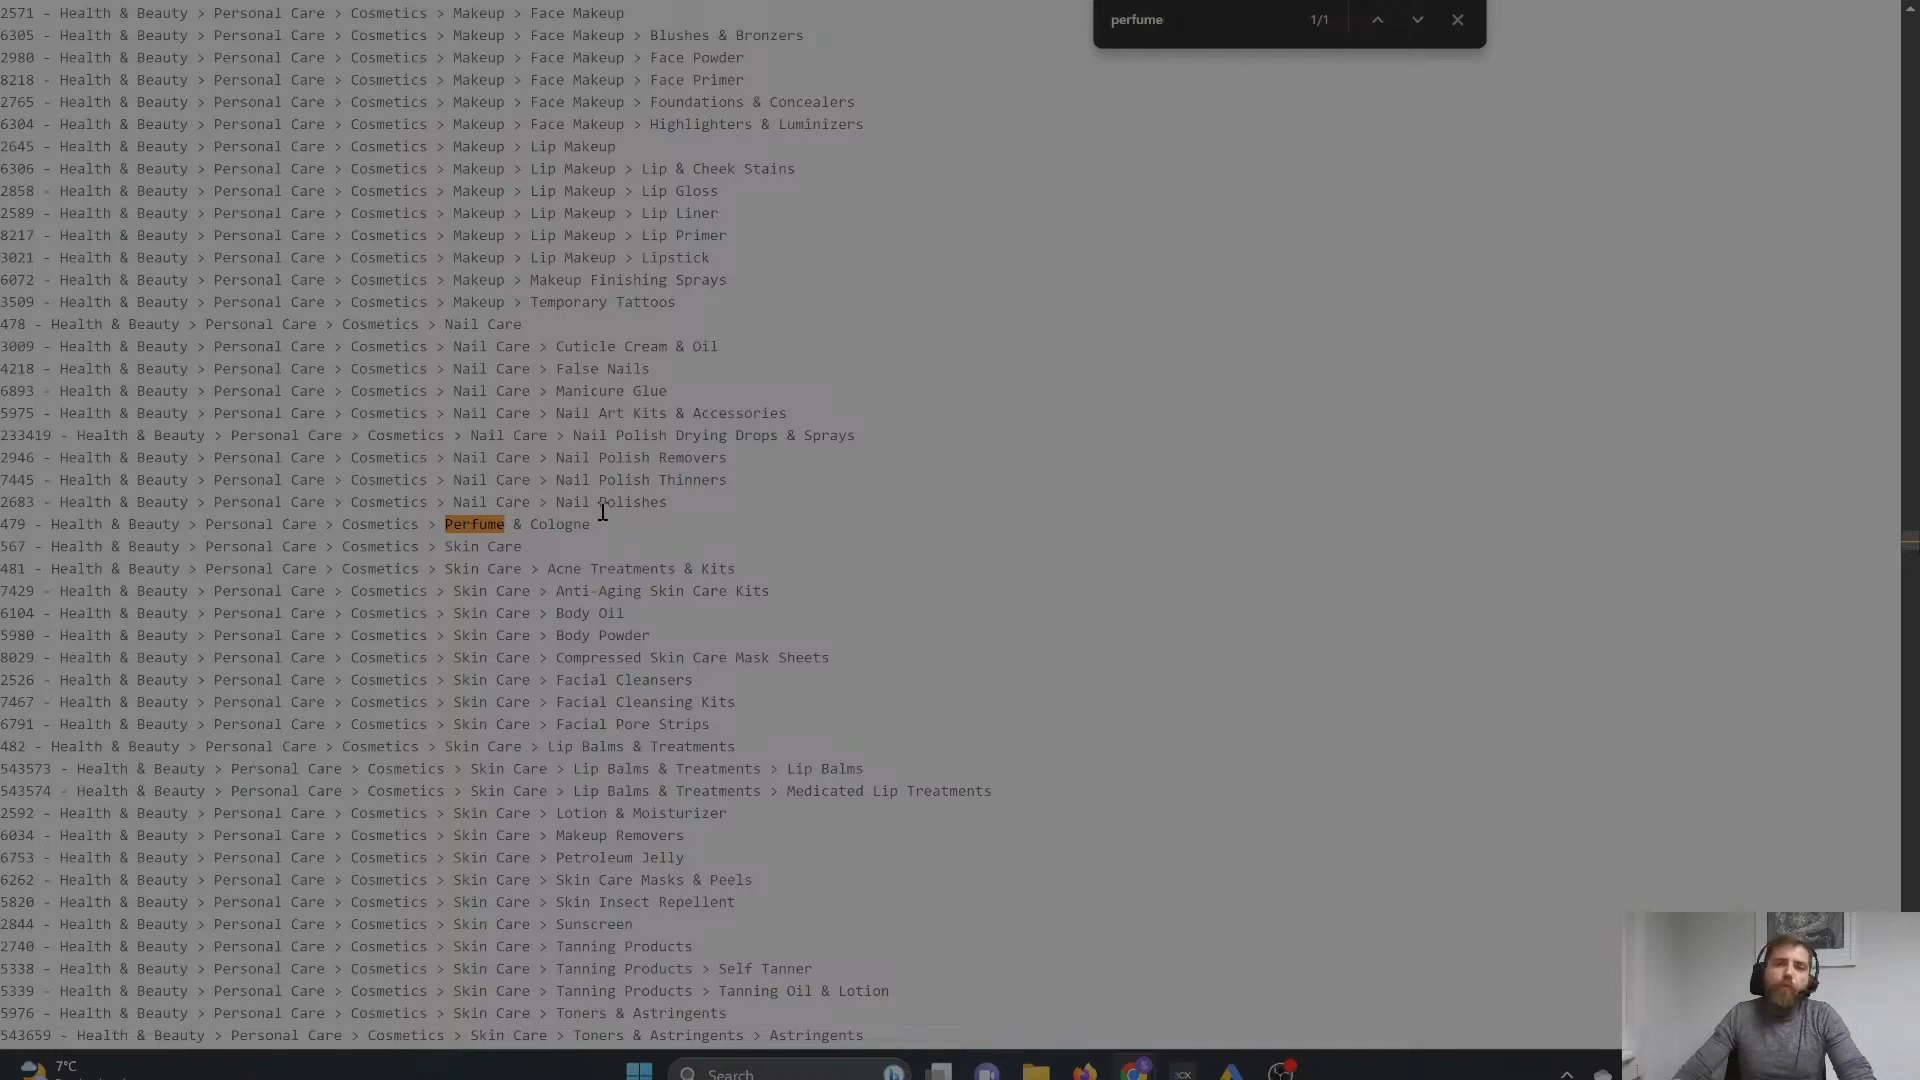 perfume 1/1
2571 - Health & Beauty > Personal Care > Cosmetics > Makeup > Face Makeup
6305 - Health & Beauty > Personal Care > Cosmetics > Makeup > Face Makeup > Blushes & Bronzers
2980 - Health & Beauty > Personal Care > Cosmetics > Makeup > Face Makeup > Face Powder
8218 - Health & Beauty > Personal Care > Cosmetics > Makeup > Face Makeup > Face Primer
2765 - Health & Beauty > Personal Care > Cosmetics > Makeup > Face Makeup > Foundations & Concealers
6304 - Health & Beauty > Personal Care > Cosmetics > Makeup > Face Makeup > Highlighters & Luminizers
2645 - Health & Beauty > Personal Care > Cosmetics > Makeup > Lip Makeup
6306 - Health & Beauty > Personal Care > Cosmetics > Makeup > Lip Makeup > Lip & Cheek Stains
2858 - Health & Beauty > Personal Care > Cosmetics > Makeup > Lip Makeup > Lip Gloss
2589 - Health & Beauty > Personal Care > Cosmetics > Makeup > Lip Makeup > Lip Liner
8217 - Health & Beauty > Personal Care > Cosmetics > Makeup > Lip Makeup > Lip Primer
3021 - Health & Beauty > Personal Care > Cosmetics > Makeup > Lip Makeup > Lipstick
6072 - Health & Beauty > Personal Care > Cosmetics > Makeup > Makeup Finishing Sprays
3509 - Health & Beauty > Personal Care > Cosmetics > Makeup > Temporary Tattoos
478 - Health & Beauty > Personal Care > Cosmetics > Nail Care
3009 - Health & Beauty > Personal Care > Cosmetics > Nail Care > Cuticle Cream & Oil
4218 - Health & Beauty > Personal Care > Cosmetics > Nail Care > False Nails
6893 - Health & Beauty > Personal Care > Cosmetics > Nail Care > Manicure Glue
5975 - Health & Beauty > Personal Care > Cosmetics > Nail Care > Nail Art Kits & Accessories
233419 - Health & Beauty > Personal Care > Cosmetics > Nail Care > Nail Polish Drying Drops & Sprays
2946 - Health & Beauty > Personal Care > Cosmetics > Nail Care > Nail Polish Removers
7445 - Health & Beauty > Personal Care > Cosmetics > Nail Care > Nail Polish Thinners
2683 - Health & Beauty > Personal Care > Cosmetics > Nail Care > Nail Polishes
479 - Health & Beauty > Personal Care > Cosmetics > Perfume & Cologne
567 - Health & Beauty > Personal Care > Cosmetics > Skin Care
481 - Health & Beauty > Personal Care > Cosmetics > Skin Care > Acne Treatments & Kits
7429 - Health & Beauty > Personal Care > Cosmetics > Skin Care > Anti-Aging Skin Care Kits
6104 - Health & Beauty > Personal Care > Cosmetics > Skin Care > Body Oil
5980 - Health & Beauty > Personal Care > Cosmetics > Skin Care > Body Powder
8029 - Health & Beauty > Personal Care > Cosmetics > Skin Care > Compressed Skin Care Mask Sheets
2526 - Health & Beauty > Personal Care > Cosmetics > Skin Care > Facial Cleansers
7467 - Health & Beauty > Personal Care > Cosmetics > Skin Care > Facial Cleansing Kits
6791 - Health & Beauty > Personal Care > Cosmetics > Skin Care > Facial Pore Strips
482 - Health & Beauty > Personal Care > Cosmetics > Skin Care > Lip Balms & Treatments
543573 - Health & Beauty > Personal Care > Cosmetics > Skin Care > Lip Balms & Treatments > Lip Balms
543574 - Health & Beauty > Personal Care > Cosmetics > Skin Care > Lip Balms & Treatments > Medicated Lip Treatments
2592 - Health & Beauty > Personal Care > Cosmetics > Skin Care > Lotion & Moisturizer
6034 - Health & Beauty > Personal Care > Cosmetics > Skin Care > Makeup Removers
6753 - Health & Beauty > Personal Care > Cosmetics > Skin Care > Petroleum Jelly
6262 - Health & Beauty > Personal Care > Cosmetics > Skin Care > Skin Care Masks & Peels
5820 - Health & Beauty > Personal Care > Cosmetics > Skin Care > Skin Insect Repellent
2844 - Health & Beauty > Personal Care > Cosmetics > Skin Care > Sunscreen
2740 - Health & Beauty > Personal Care > Cosmetics > Skin Care > Tanning Products
5338 - Health & Beauty > Personal Care > Cosmetics > Skin Care > Tanning Products > Self Tanner
5339 - Health & Beauty > Personal Care > Cosmetics > Skin Care > Tanning Products > Tanning Oil & Lotion
5976 - Health & Beauty > Personal Care > Cosmetics > Skin Care > Toners & Astringents
543659 - Health & Beauty > Personal Care > Cosmetics > Skin Care > Toners & Astringents > Astringents
7°C
Search
3CX